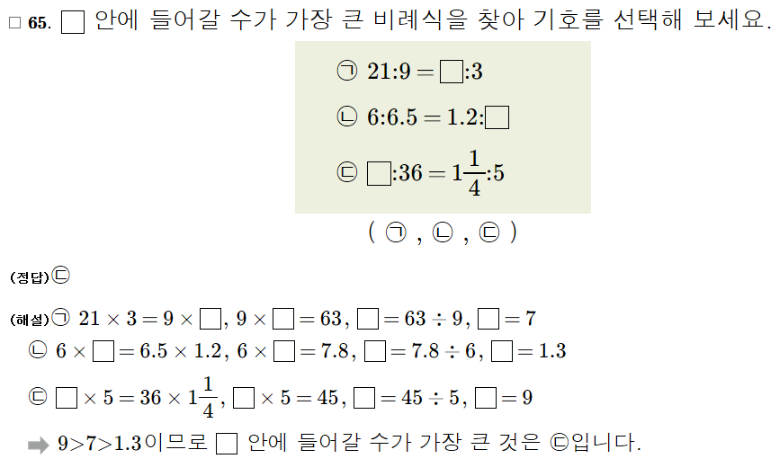 □ 65. □ 안에 들어갈 수가 가장 큰 비례식을 찾아 기호를 선택해 보세요.
㉠ 21:9 = □:3
㉡ 6:6.5 = 1.2:□
㉢ □:36 = 1 1/4:5
( ㉠ , ㉡ , ㉢ )
(정답)㉢
(해설)㉠ 21 × 3 = 9 × □, 9 × □ = 63, □ = 63 ÷ 9, □ = 7
㉡ 6 × □ = 6.5 × 1.2, 6 × □ = 7.8, □ = 7.8 ÷ 6, □ = 1.3
㉢ □ × 5 = 36 × 1 1/4, □ × 5 = 45, □ = 45 ÷ 5, □ = 9
➡ 9>7>1.3이므로 □ 안에 들어갈 수가 가장 큰 것은 ㉢입니다.